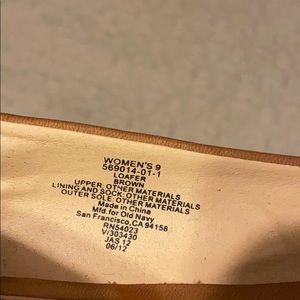 WOMEN'S 9
569014-01-1
LOAFER
BROWN
UPPER: OTHER MATERIALS
LINING AND SOCK: OTHER MATERIALS
OUTER SOLE: OTHER MATERIALS
Made in China
Mfd. for Old Navy
San Francisco, CA 94158
RN54023
V/303430
JAS 12
06/12